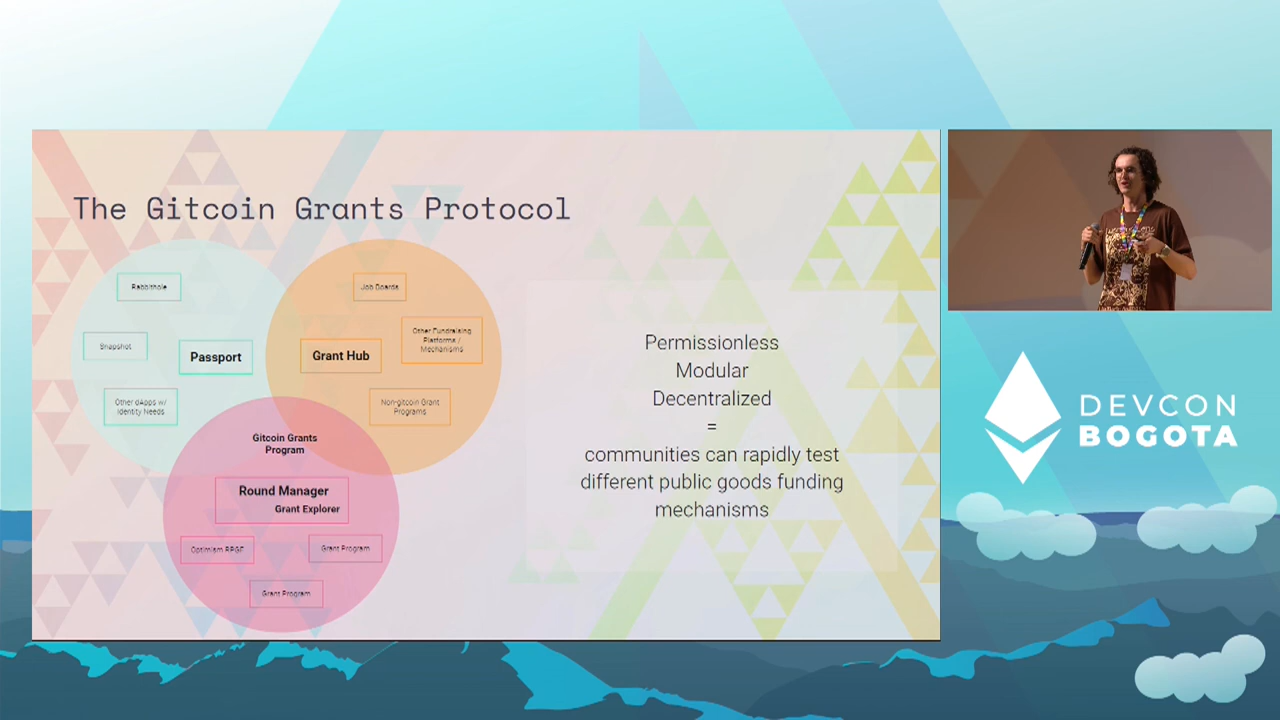 The Gitcoin Grants Protocol
Rabbithole
Snapshot
Passport
Other dApps w/
Identity Needs
Job Boards
Other Fundraising
Platforms /
Mechanisms
Grant Hub
Non-gitcoin Grant
Programs
Gitcoin Grants
Program
Round Manager
Grant Explorer
Optimism RPGF
Grant Program
Grant Program
Permissionless
Modular
Decentralized
=
communities can rapidly test
different public goods funding
mechanisms
DEVCON
BOGOTA